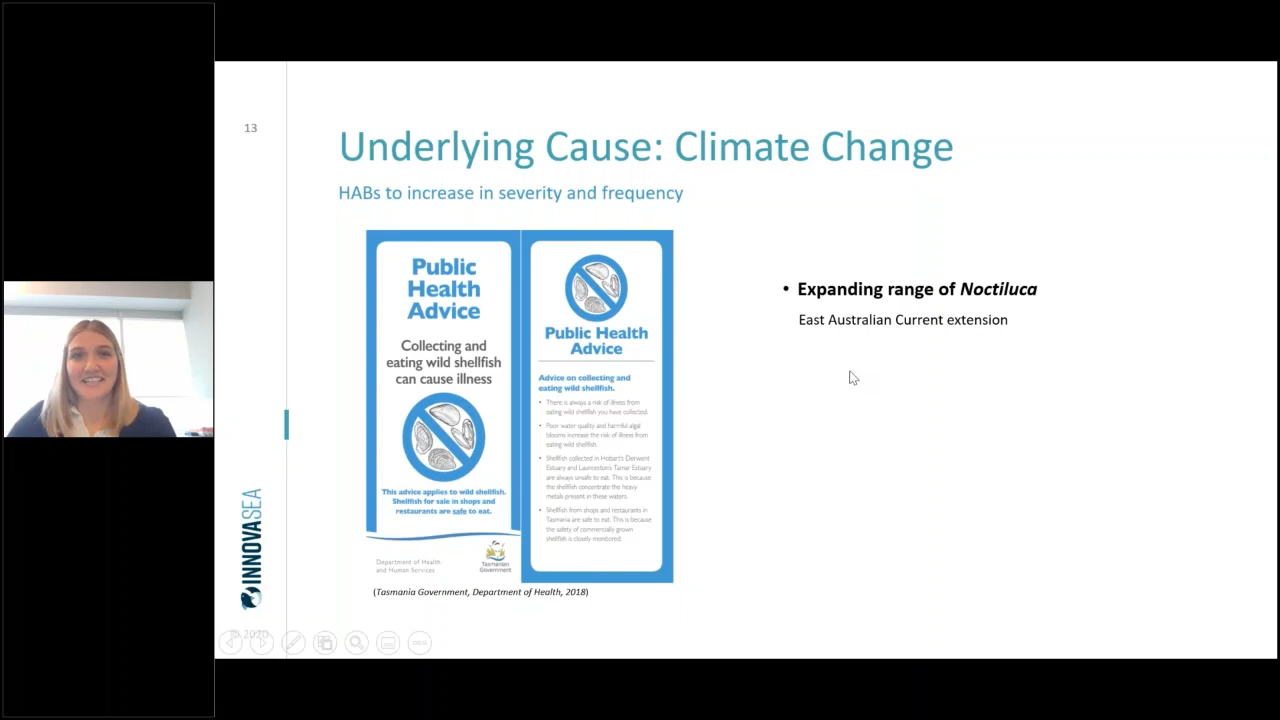 13
Underlying Cause: Climate Change
HABs to increase in severity and frequency
Public
Health
Advice
Collecting and
eating wild shellfish
can cause illness
This advice applies to wild shellfish.
Shellfish for sale in shops and
restaurants are safe to eat.
Department of Health
and Human Services
Tasmanian
Government
Public Health
Advice
Advice on collecting and
eating wild shellfish.
• There is always a risk of illness from
eating wild shellfish you have collected.
• Poor water quality and harmful algal
blooms increase the risk of illness from
eating wild shellfish.
• Shellfish collected in Hobart's Derwent
Estuary and Launceston's Tamar Estuary
are always unsafe to eat. This is because
the shellfish concentrate the heavy
metals present in these waters.
• Shellfish from shops and restaurants in
Tasmania are safe to eat. This is because
the safety of commercially grown
shellfish is closely monitored.
(Tasmania Government, Department of Health, 2018)
• Expanding range of Noctiluca
East Australian Current extension
INNOVASEA
© 2020